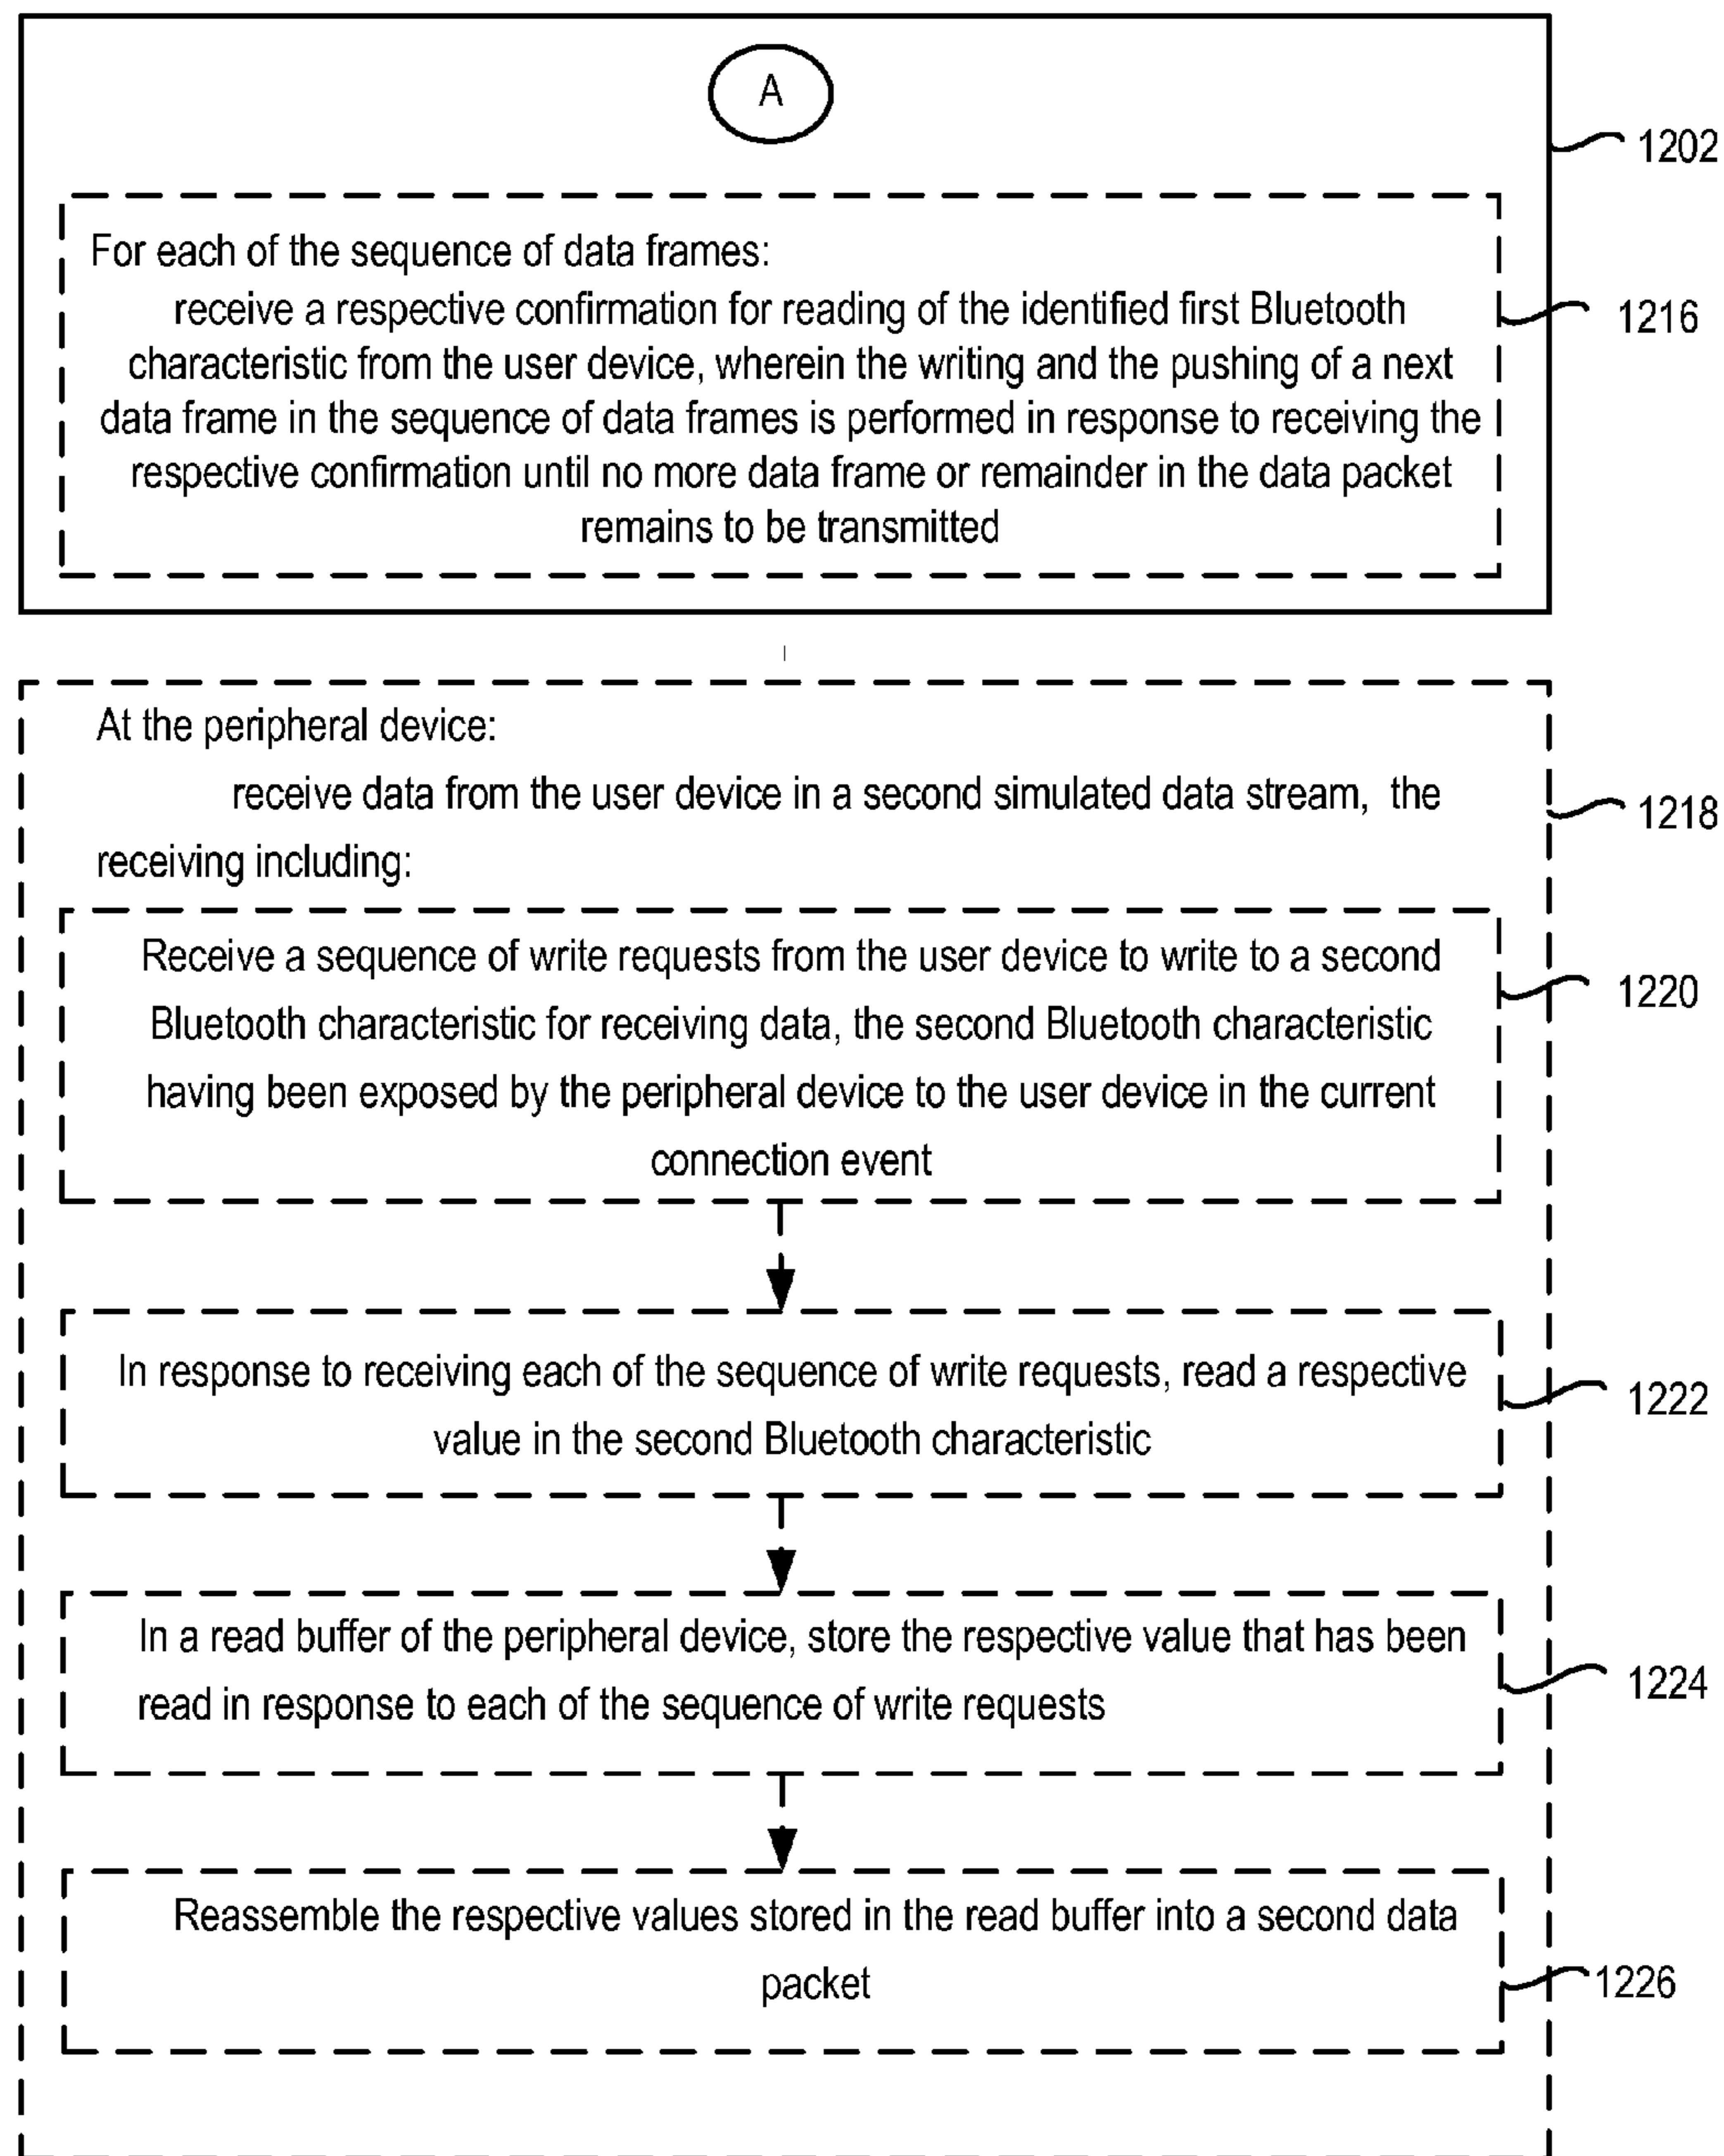 A
1202
For each of the sequence of data frames:
receive a respective confirmation for reading of the identified first Bluetooth
characteristic from the user device, wherein the writing and the pushing of a next
data frame in the sequence of data frames is performed in response to receiving the
respective confirmation until no more data frame or remainder in the data packet
remains to be transmitted
1216
At the peripheral device:
receive data from the user device in a second simulated data stream, the
receiving including:
1218
Receive a sequence of write requests from the user device to write to a second
Bluetooth characteristic for receiving data, the second Bluetooth characteristic
having been exposed by the peripheral device to the user device in the current
connection event
1220
In response to receiving each of the sequence of write requests, read a respective
value in the second Bluetooth characteristic
1222
In a read buffer of the peripheral device, store the respective value that has been
read in response to each of the sequence of write requests
1224
Reassemble the respective values stored in the read buffer into a second data
packet
1226